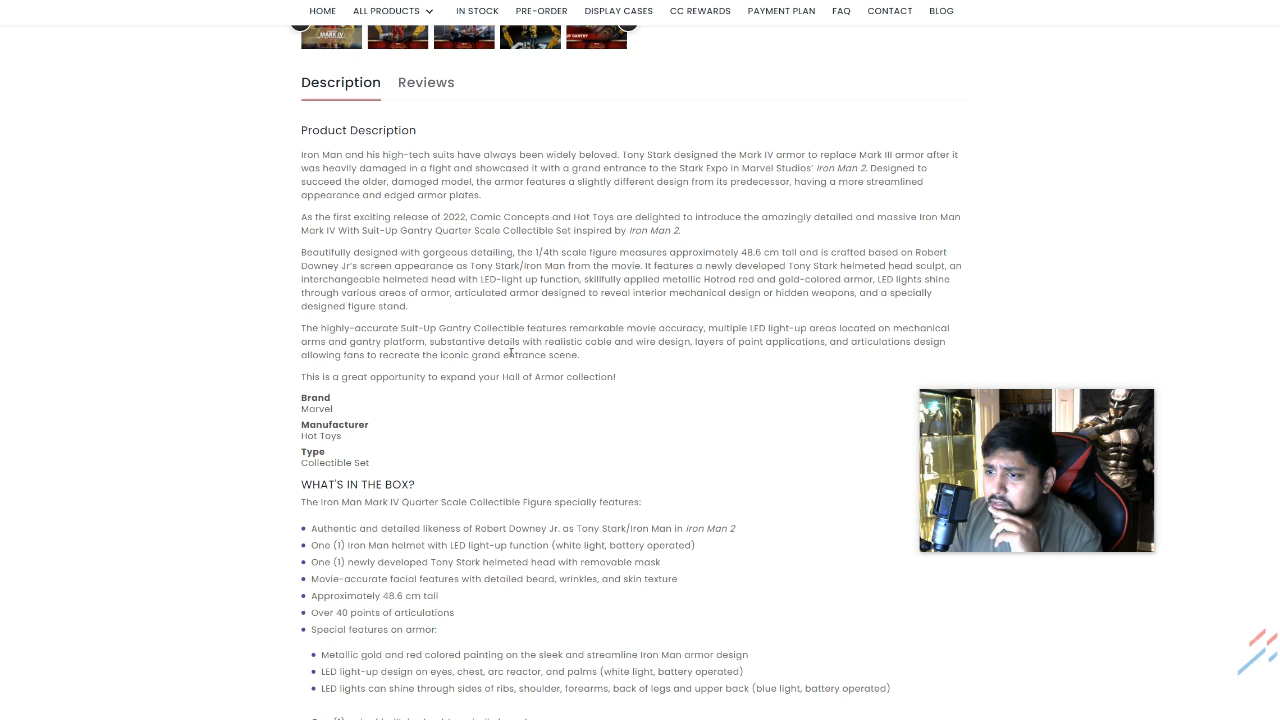 HOME ALL PRODUCTS IN STOCK PRE-ORDER DISPLAY CASES CC REWARDS PAYMENT PLAN FAQ CONTACT BLOG
MARK IV
Description Reviews
Product Description
Iron Man and his high-tech suits have always been widely beloved. Tony Stark designed the Mark IV armor to replace Mark III armor after it
was heavily damaged in a fight and showcased it with a grand entrance to the Stark Expo in Marvel Studios' Iron Man 2. Designed to
succeed the older, damaged model, the armor features a slightly different design from its predecessor, having a more streamlined
appearance and edged armor plates.
As the first exciting release of 2022, Comic Concepts and Hot Toys are delighted to introduce the amazingly detailed and massive Iron Man
Mark IV With Suit-Up Gantry Quarter Scale Collectible Set inspired by Iron Man 2.
Beautifully designed with gorgeous detailing, the 1/4th scale figure measures approximately 48.6 cm tall and is crafted based on Robert
Downey Jr's screen appearance as Tony Stark/Iron Man from the movie. It features a newly developed Tony Stark helmeted head sculpt, an
interchangeable helmeted head with LED-light up function, skillfully applied metallic Hotrod red and gold-colored armor, LED lights shine
through various areas of armor, articulated armor designed to reveal interior mechanical design or hidden weapons, and a specially
designed figure stand.
The highly-accurate Suit-Up Gantry Collectible features remarkable movie accuracy, multiple LED light-up areas located on mechanical
arms and gantry platform, substantive details with realistic cable and wire design, layers of paint applications, and articulations design
allowing fans to recreate the iconic grand entrance scene.
This is a great opportunity to expand your Hall of Armor collection!
Brand
Marvel
Manufacturer
Hot Toys
Type
Collectible Set
WHAT'S IN THE BOX?
The Iron Man Mark IV Quarter Scale Collectible Figure specially features:
Authentic and detailed likeness of Robert Downey Jr. as Tony Stark/Iron Man in Iron Man 2
One (1) Iron Man helmet with LED light-up function (white light, battery operated)
One (1) newly developed Tony Stark helmeted head with removable mask
Movie-accurate facial features with detailed beard, wrinkles, and skin texture
Approximately 48.6 cm tall
Over 40 points of articulations
Special features on armor:
Metallic gold and red colored painting on the sleek and streamline Iron Man armor design
LED light-up design on eyes, chest, arc reactor, and palms (white light, battery operated)
LED lights can shine through sides of ribs, shoulder, forearms, back of legs and upper back (blue light, battery operated)